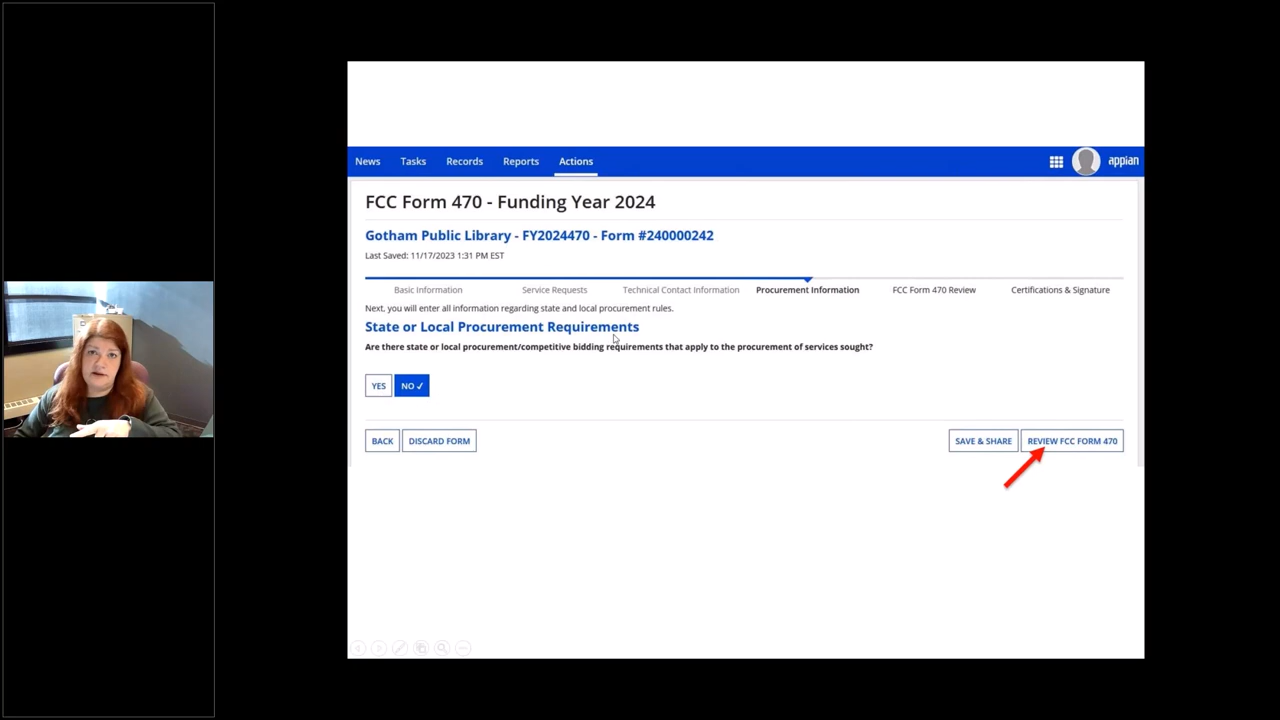 News Tasks Records Reports Actions appian
FCC Form 470 - Funding Year 2024
Gotham Public Library - FY2024470 - Form #240000242
Last Saved: 11/17/2023 1:31 PM EST
Basic Information Service Requests Technical Contact Information Procurement Information FCC Form 470 Review Certifications & Signature
Next, you will enter all information regarding state and local procurement rules.
State or Local Procurement Requirements
Are there state or local procurement/competitive bidding requirements that apply to the procurement of services sought?
YES NO ✓
BACK DISCARD FORM SAVE & SHARE REVIEW FCC FORM 470